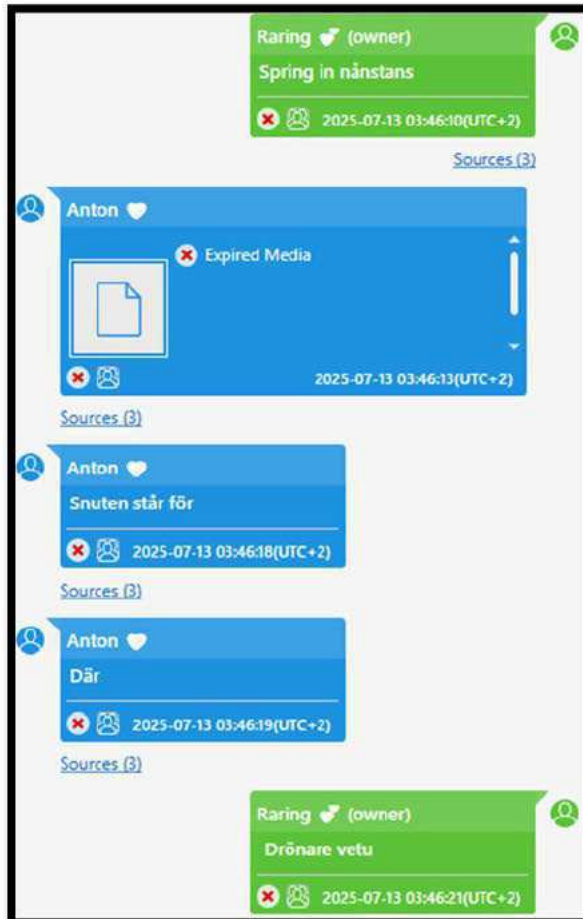 Raring 💕 (owner)
Spring in nånstans
2025-07-13 03:46:10(UTC+2)
Sources (3)
Anton 🤍
Expired Media
2025-07-13 03:46:13(UTC+2)
Sources (3)
Anton 🤍
Snuten står för
2025-07-13 03:46:18(UTC+2)
Sources (3)
Anton 🤍
Där
2025-07-13 03:46:19(UTC+2)
Sources (3)
Raring 💕 (owner)
Drönare vetu
2025-07-13 03:46:21(UTC+2)